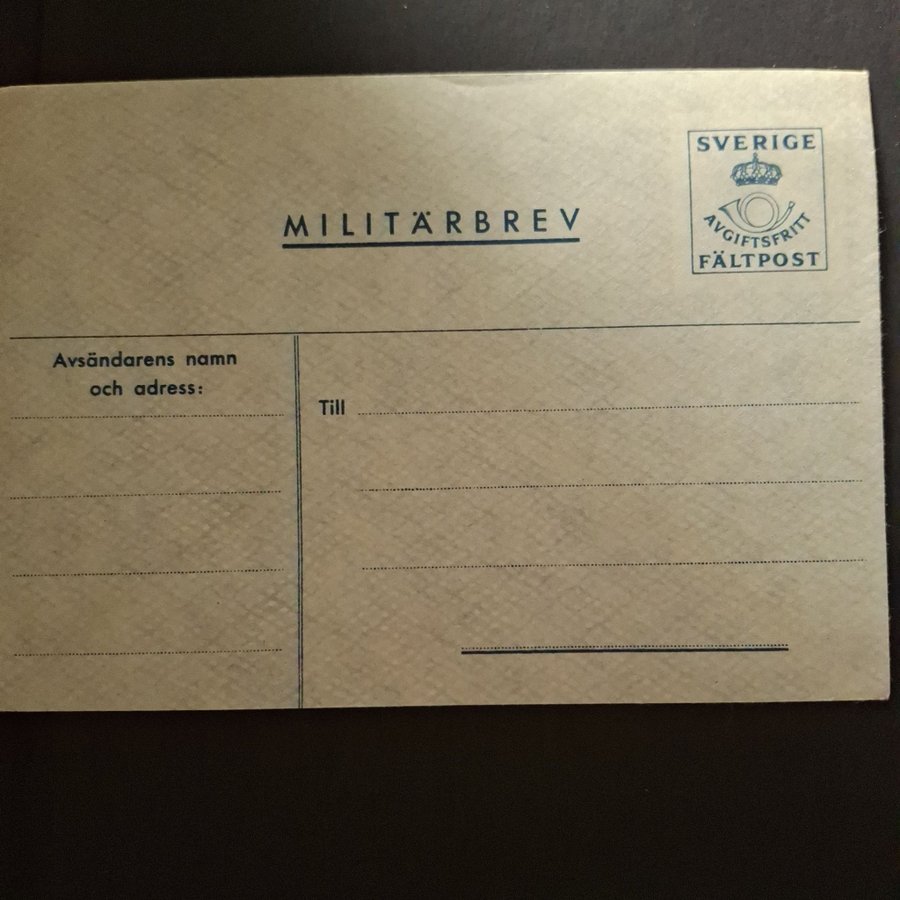 SVERIGE
AVGIFTSFRITT
FÄLTPOST
MILITÄRBREV
Avsändarens namn
och adress:
Till